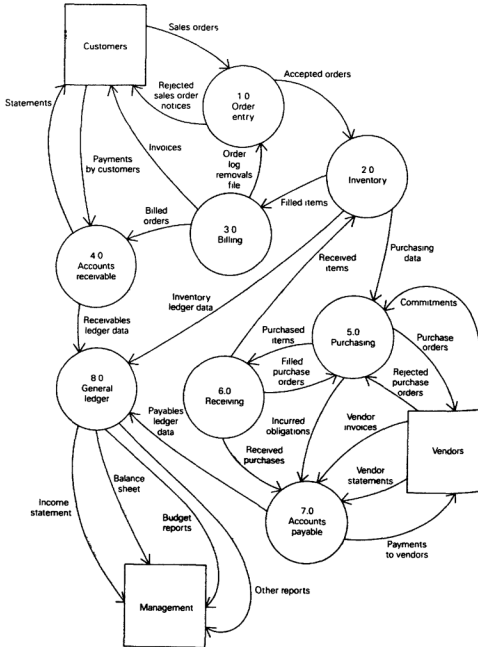 Sales orders
Customers
Accepted orders
Rejected
sales order
notices
1 0
Order
entry
Statements
Invoices
Order
log
removals
file
2 0
Inventory
Payments
by customers
Filled items
Billed
orders
3 0
Billing
4 0
Accounts
receivable
Received
items
Purchasing
data
Inventory
ledger data
Commitments
Receivables
ledger data
Purchased
items
5.0
Purchasing
Purchase
orders
Filled
purchase
orders
Rejected
purchase
orders
8 0
General
ledger
6.0
Receiving
Payables
ledger
data
Incurred
obligations
Vendor
invoices
Vendors
Received
purchases
Vendor
statements
Balance
sheet
Income
statement
Budget
reports
7.0
Accounts
payable
Payments
to vendors
Other reports
Management